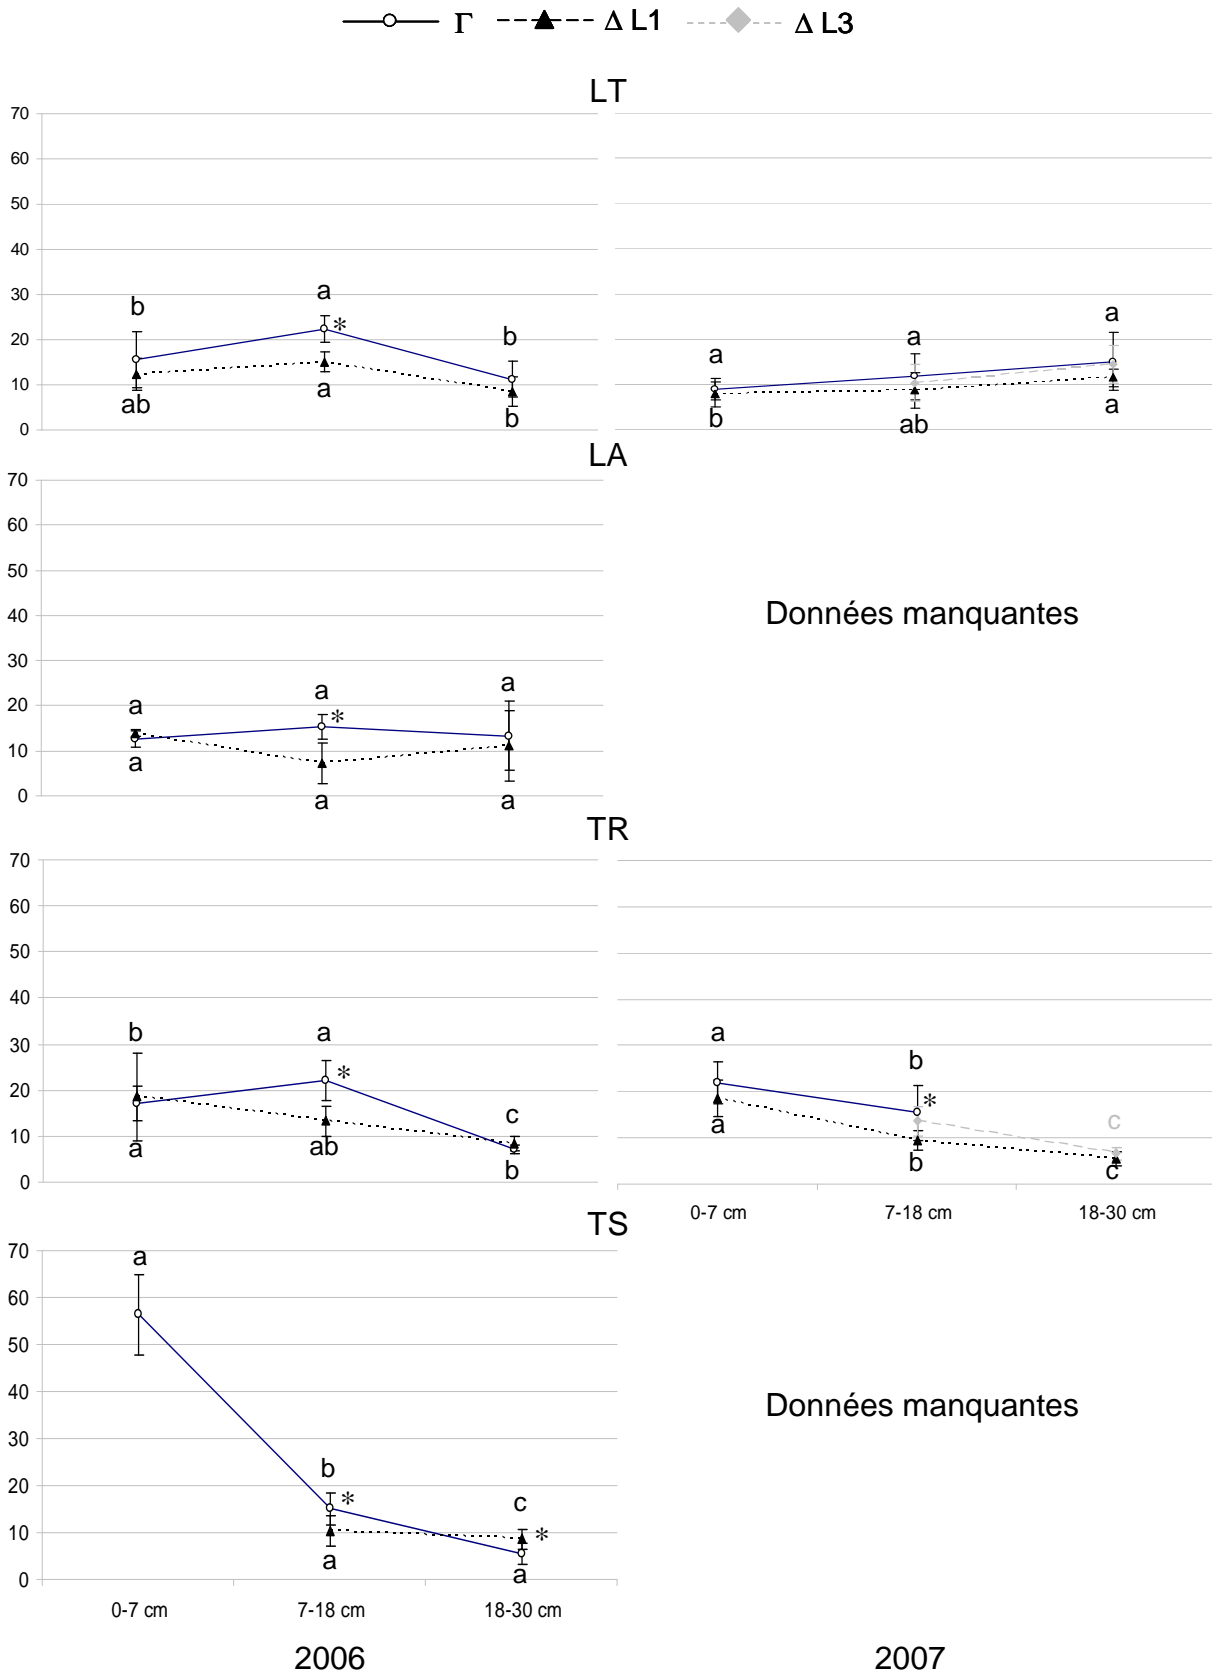 Γ Δ L1 Δ L3
LT
70
60
50
40
30
20
10
0
b a b
*
ab a b
a a a
b ab a
LA
70
60
50
40
30
20
10
0
a a a
*
a a a
Données manquantes
TR
70
60
50
40
30
20
10
0
b a c
*
a ab b
a b c
*
a b c
0-7 cm 7-18 cm 18-30 cm
TS
70
60
50
40
30
20
10
0
a b c
* *
a a
Données manquantes
0-7 cm 7-18 cm 18-30 cm
2006 2007